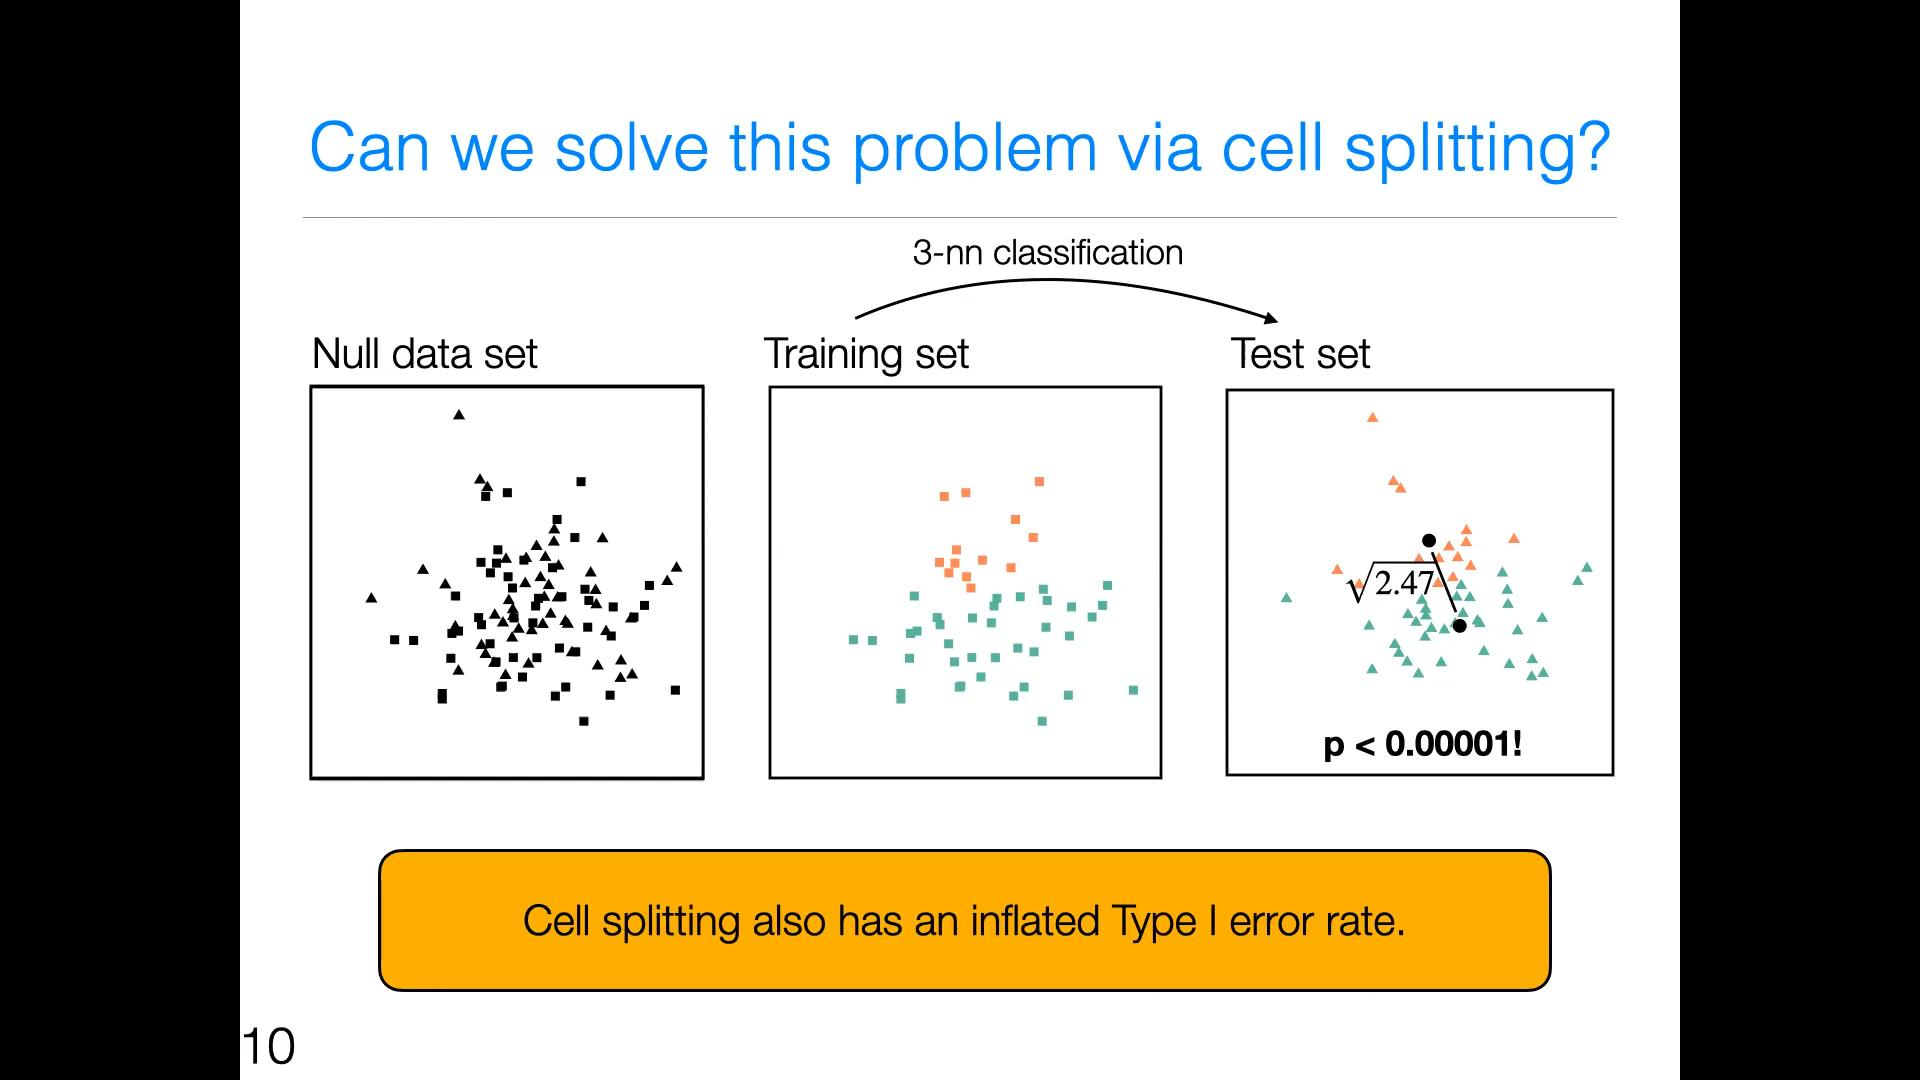 Can we solve this problem via cell splitting?
3-nn classification
Null data set
Training set
Test set
√2.47
p < 0.00001!
Cell splitting also has an inflated Type I error rate.
10